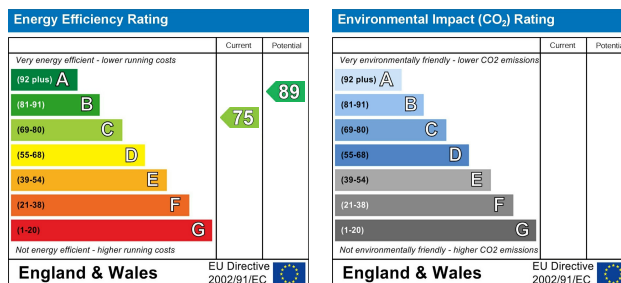 Energy Efficiency Rating
Current Potential
Very energy efficient - lower running costs
(92 plus) A
(81-91) B
(69-80) C
(55-68) D
(39-54) E
(21-38) F
(1-20) G
75
89
Not energy efficient - higher running costs
England & Wales
EU Directive
2002/91/EC
Environmental Impact (CO₂) Rating
Current Potential
Very environmentally friendly - lower CO2 emissions
(92 plus) A
(81-91) B
(69-80) C
(55-68) D
(39-54) E
(21-38) F
(1-20) G
Not environmentally friendly - higher CO2 emissions
England & Wales
EU Directive
2002/91/EC